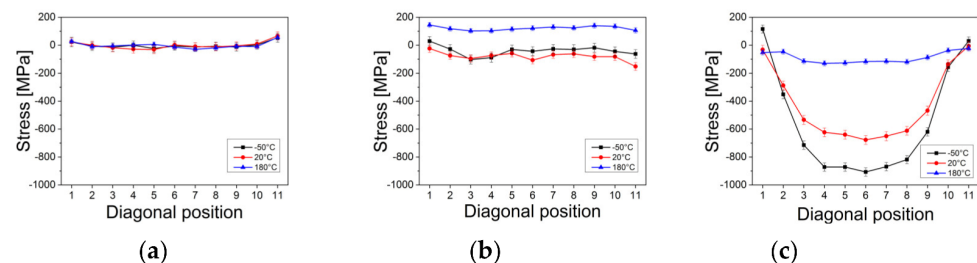 200
0
-200
-400
-600
-800
-1000
Stress [MPa]
-50°C
20°C
180°C
1 2 3 4 5 6 7 8 9 10 11
Diagonal position
(a)
200
0
-200
-400
-600
-800
-1000
Stress [MPa]
-50°C
20°C
180°C
1 2 3 4 5 6 7 8 9 10 11
Diagonal position
(b)
200
0
-200
-400
-600
-800
-1000
Stress [MPa]
-50°C
20°C
180°C
1 2 3 4 5 6 7 8 9 10 11
Diagonal position
(c)